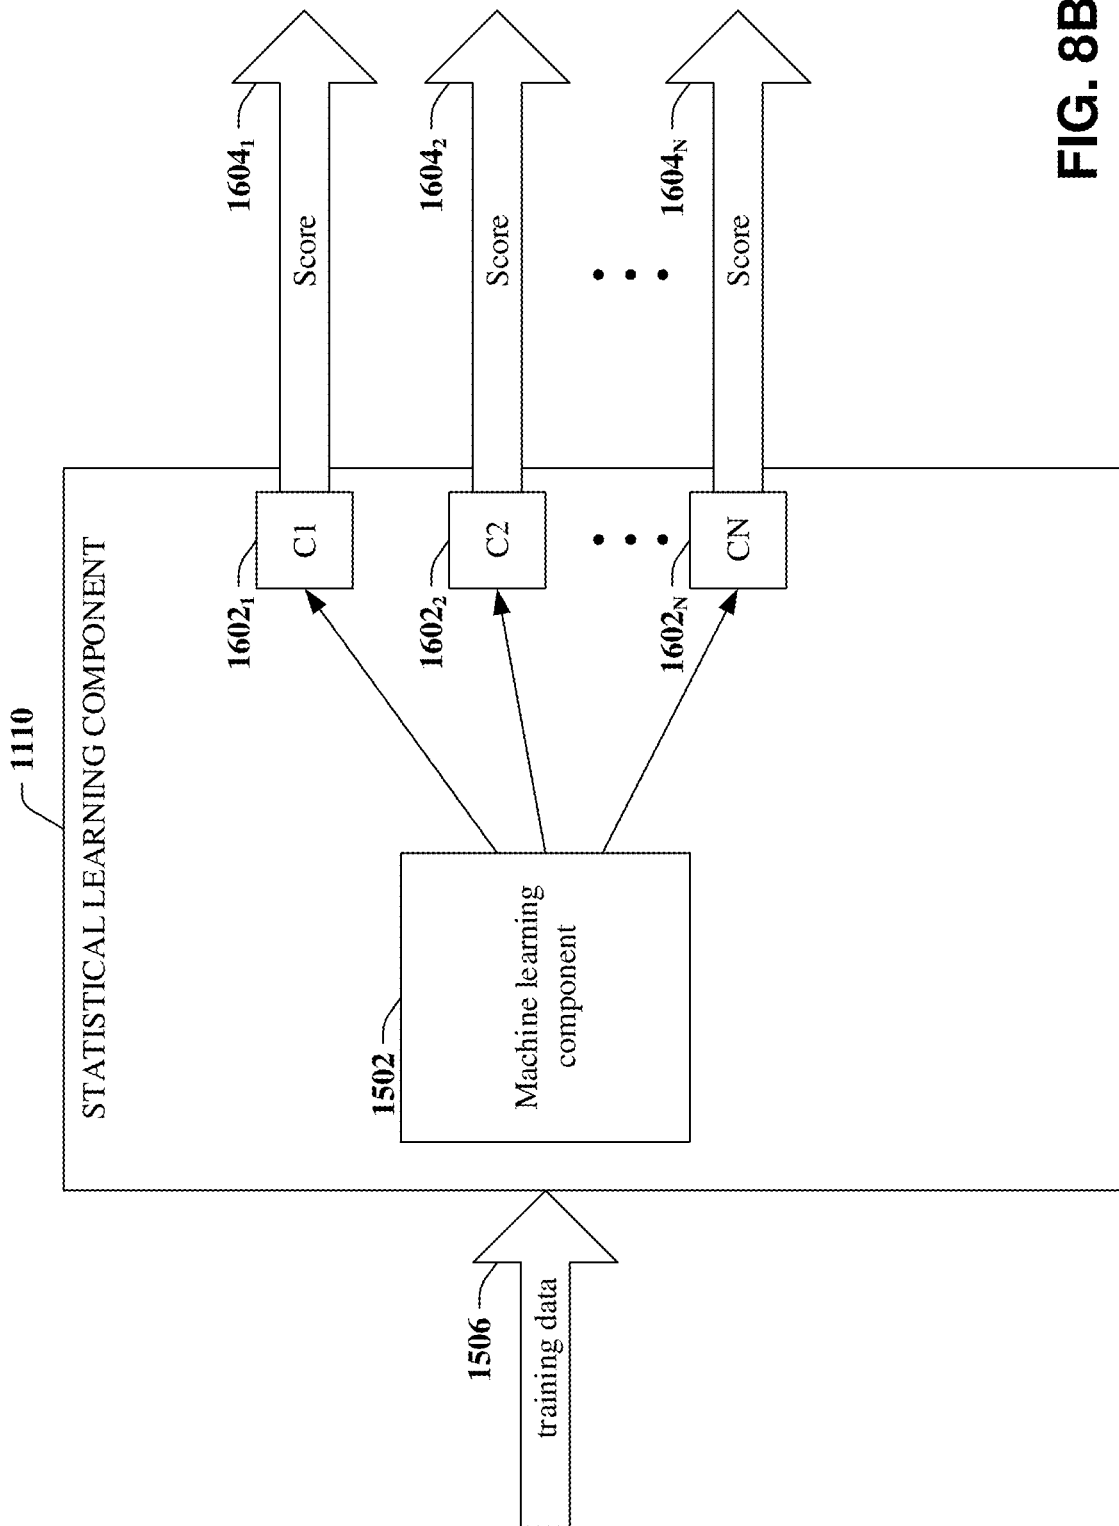 1110
STATISTICAL LEARNING COMPONENT
1506
training data
1502
Machine learning
component
1602₁
C1
1604₁
Score
1602₂
C2
1604₂
Score
• • •
• • •
1602N
CN
1604N
Score
FIG. 8B